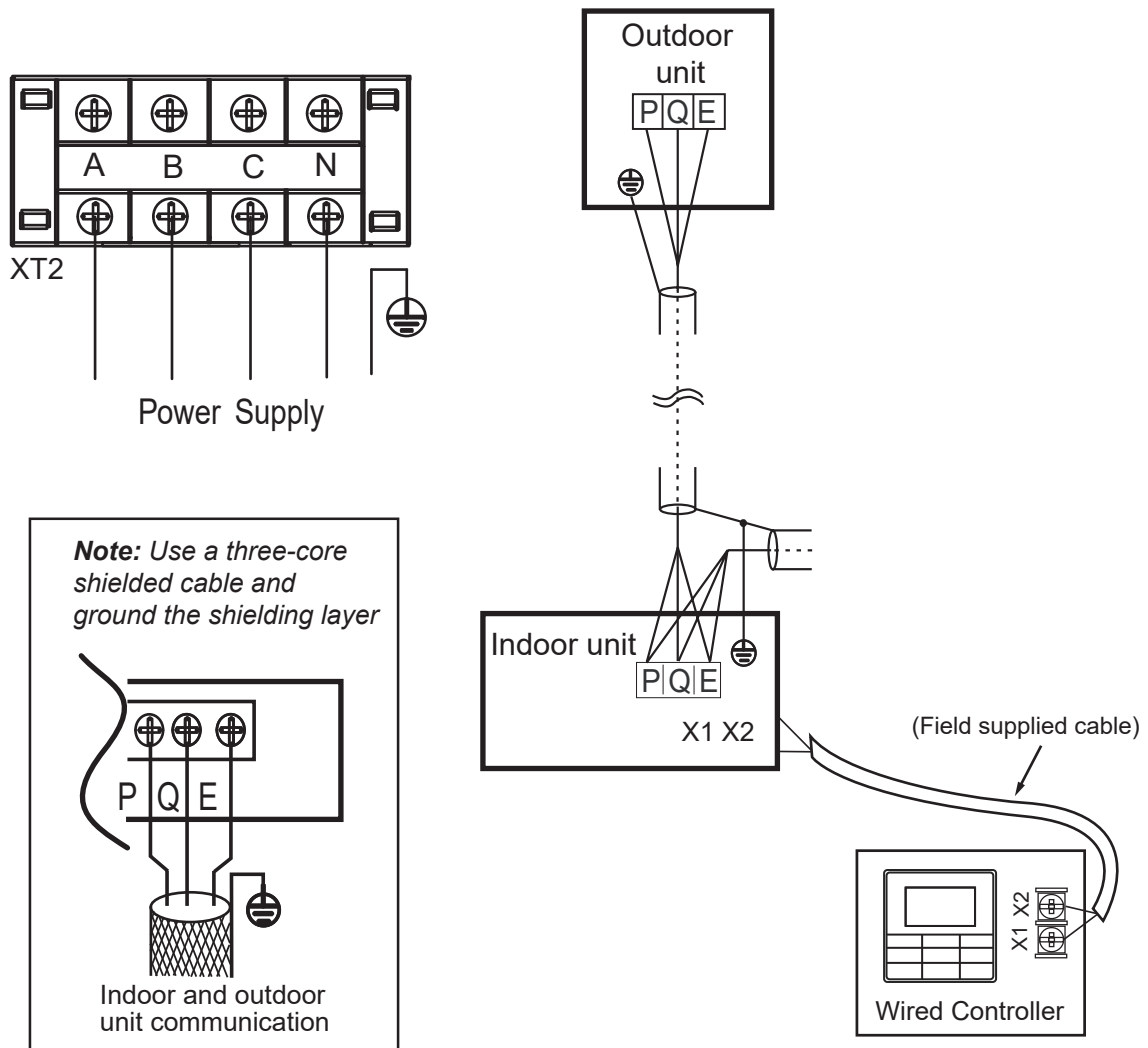 A B C N
XT2
Power Supply
Note: Use a three-core
shielded cable and
ground the shielding layer
P Q E
Indoor and outdoor
unit communication
Outdoor
unit
P Q E
Indoor unit
P Q E
X1 X2
(Field supplied cable)
X1 X2
Wired Controller